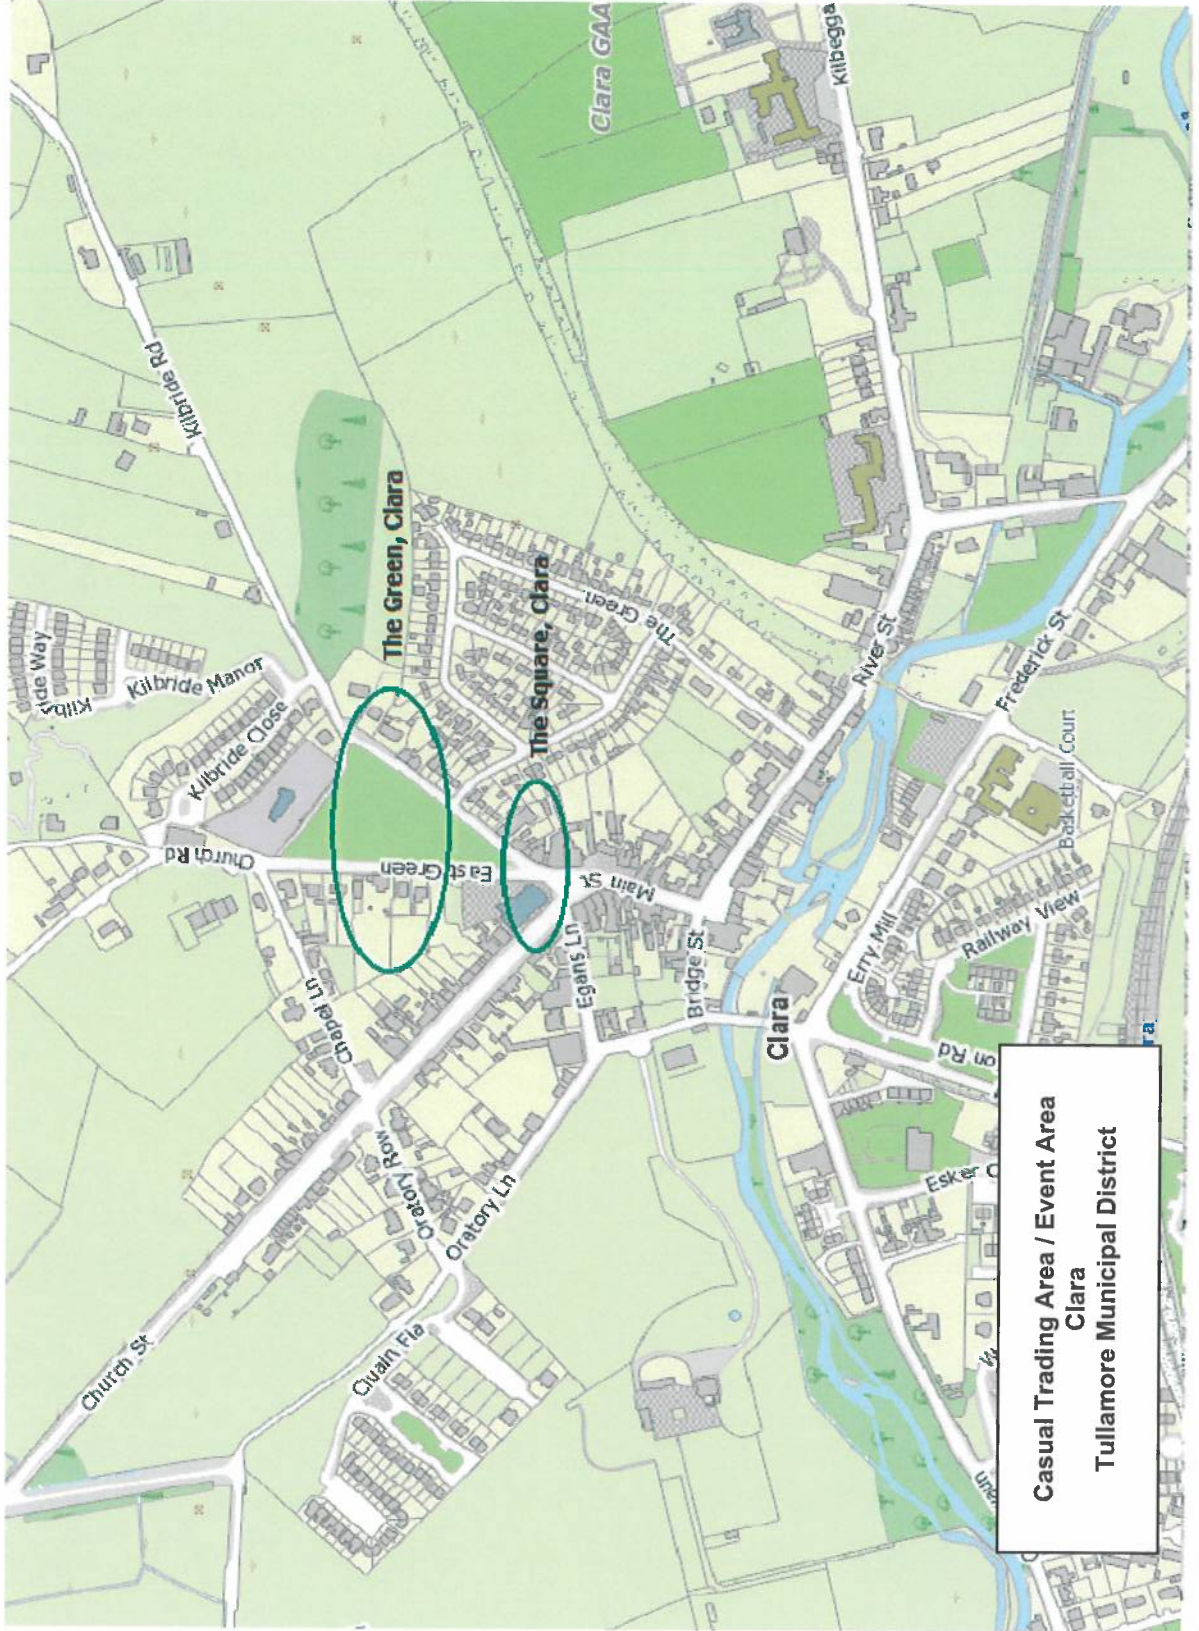 Clara GAA
Kilbegga
Kilbride Rd
The Green, Clara
The Square, Clara
The Green
Kilbride Manor
Kilbride Close
Church Rd
East Green
Main St
River St
Frederick St
Basketball Court
Railway View
Erry Mill
Egans Ln
Bridge St
Clara
on Rd
Chapel Ln
Oratory Row
Oratory Ln
Church St
Cluain Fia
Esker
ra
Casual Trading Area / Event Area
Clara
Tullamore Municipal District